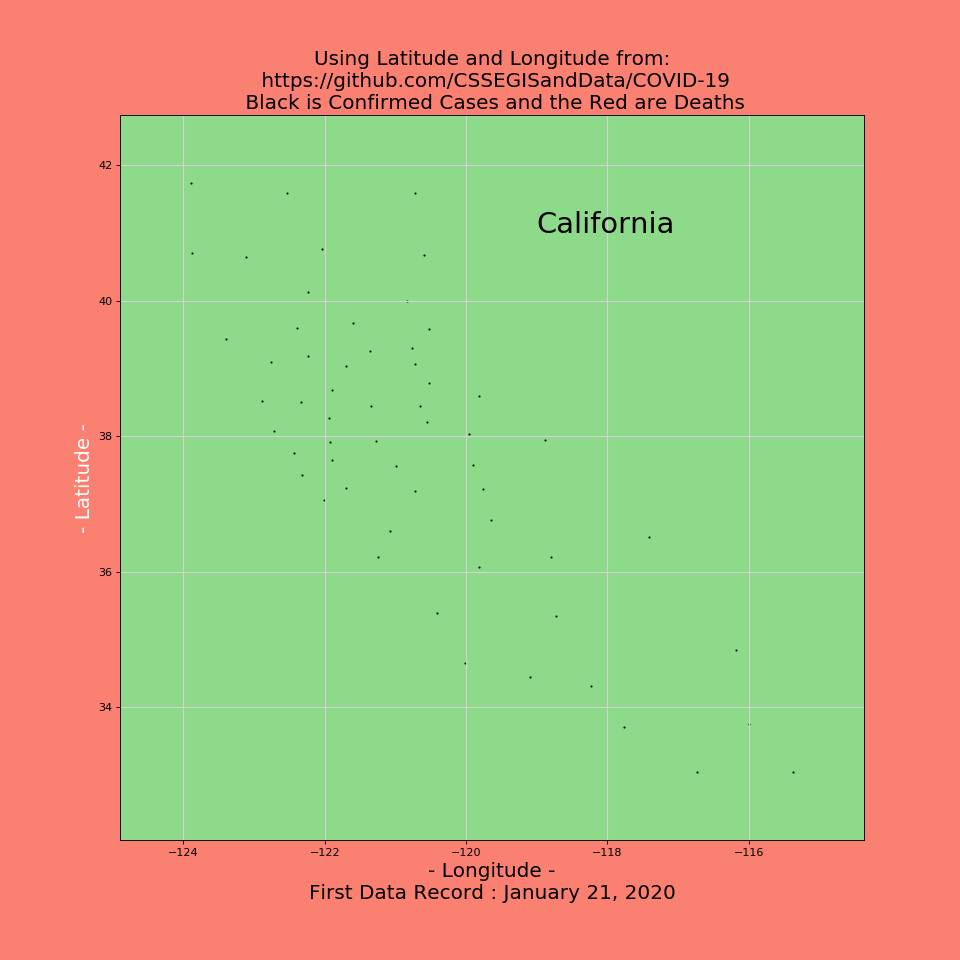 Using Latitude and Longitude from:
https://github.com/CSSEGISandData/COVID-19
Black is Confirmed Cases and the Red are Deaths
42
California
40
38
- Latitude -
36
34
−124 −122 −120 −118 −116
- Longitude -
First Data Record : January 21, 2020